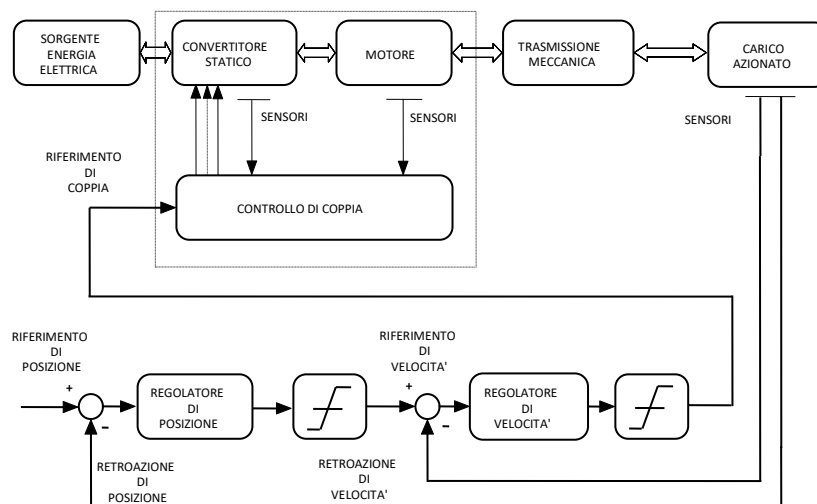 SORGENTE
ENERGIA
ELETTRICA
CONVERTITORE
STATICO
MOTORE
TRASMISSIONE
MECCANICA
CARICO
AZIONATO
SENSORI
SENSORI
SENSORI
RIFERIMENTO
DI
COPPIA
CONTROLLO DI COPPIA
RIFERIMENTO
DI
POSIZIONE
+
-
REGOLATORE
DI
POSIZIONE
RIFERIMENTO
DI
VELOCITA'
+
-
REGOLATORE
DI
VELOCITA'
RETROAZIONE
DI
POSIZIONE
RETROAZIONE
DI
VELOCITA'